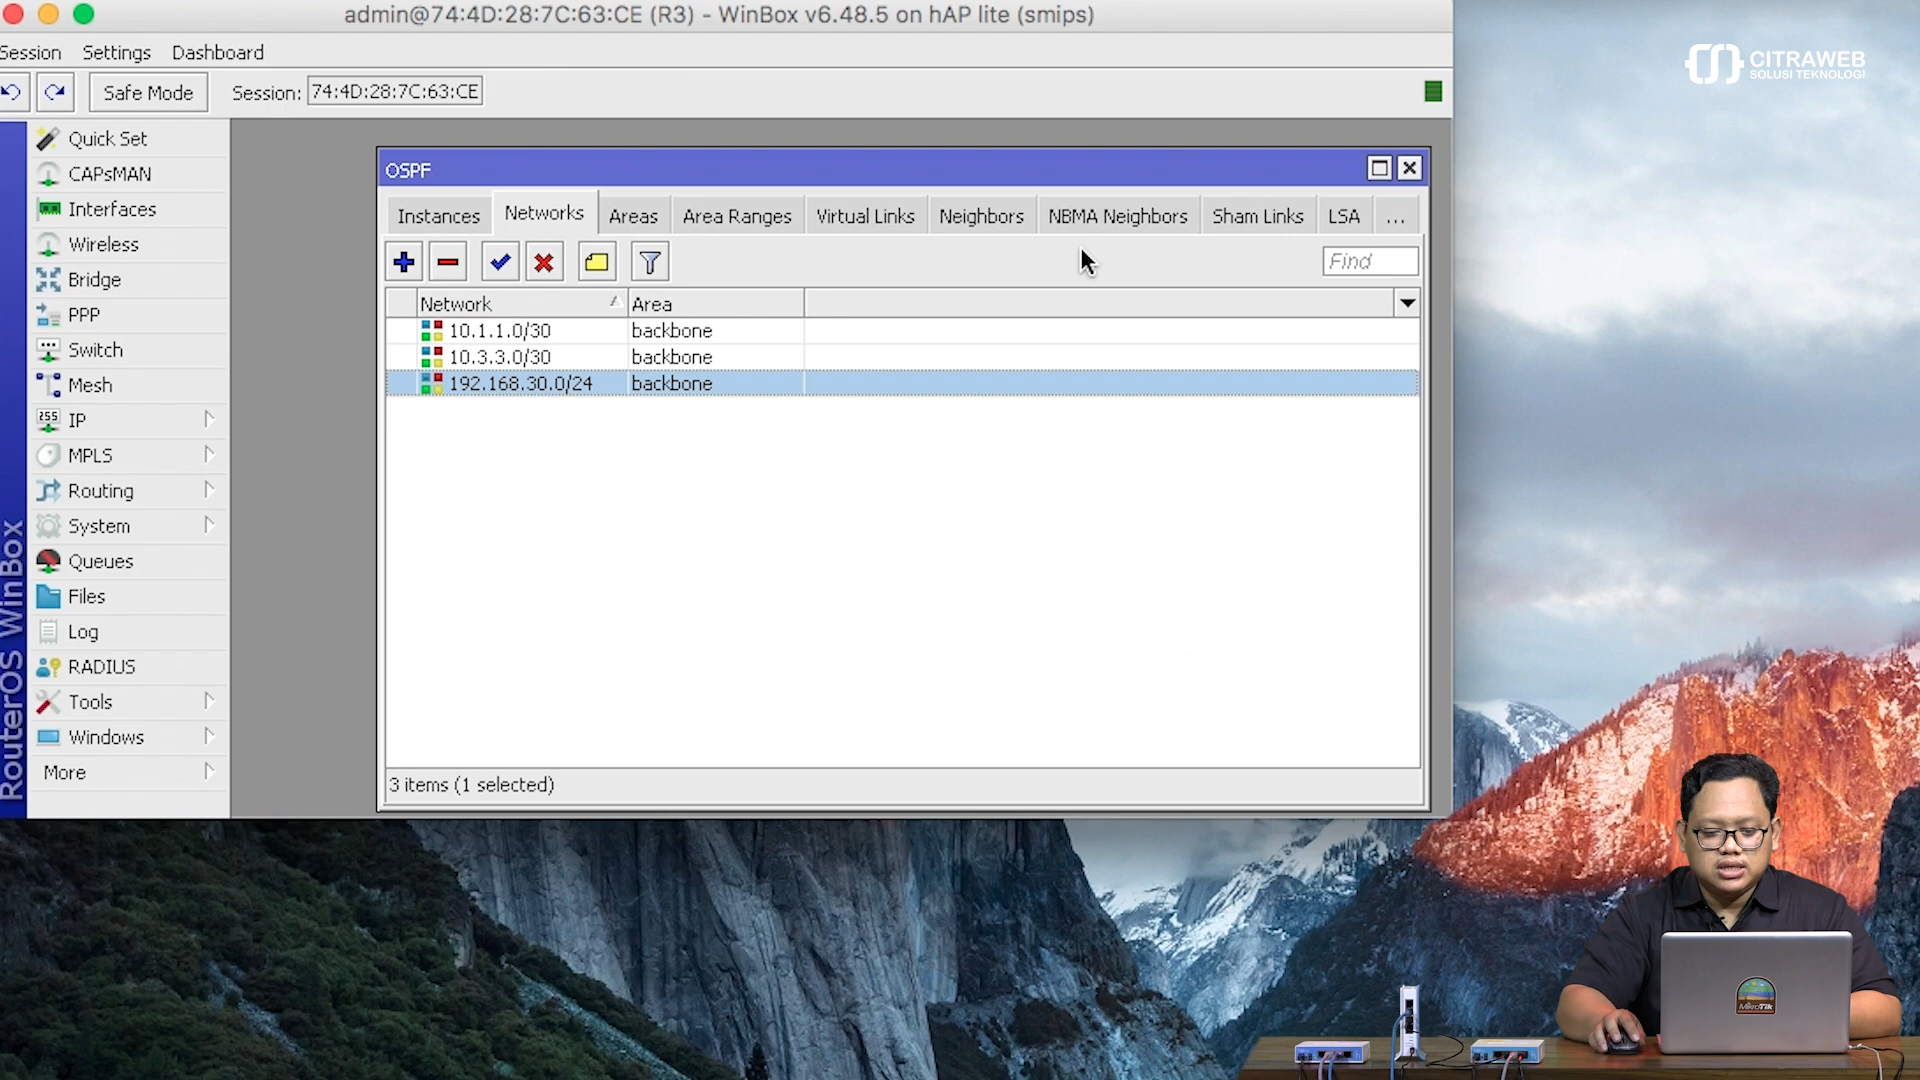 admin@74:4D:28:7C:63:CE (R3) - WinBox v6.48.5 on hAP lite (smips)
Session Settings Dashboard
Safe Mode Session: 74:4D:28:7C:63:CE
CITRAWEB
SOLUSI TEKNOLOGI
RouterOS WinBox
Quick Set
CAPsMAN
Interfaces
Wireless
Bridge
PPP
Switch
Mesh
IP
MPLS
Routing
System
Queues
Files
Log
RADIUS
Tools
Windows
More
OSPF
Instances Networks Areas Area Ranges Virtual Links Neighbors NBMA Neighbors Sham Links LSA ...
Find
Network Area
10.1.1.0/30 backbone
10.3.3.0/30 backbone
192.168.30.0/24 backbone
3 items (1 selected)
255
MikroTik